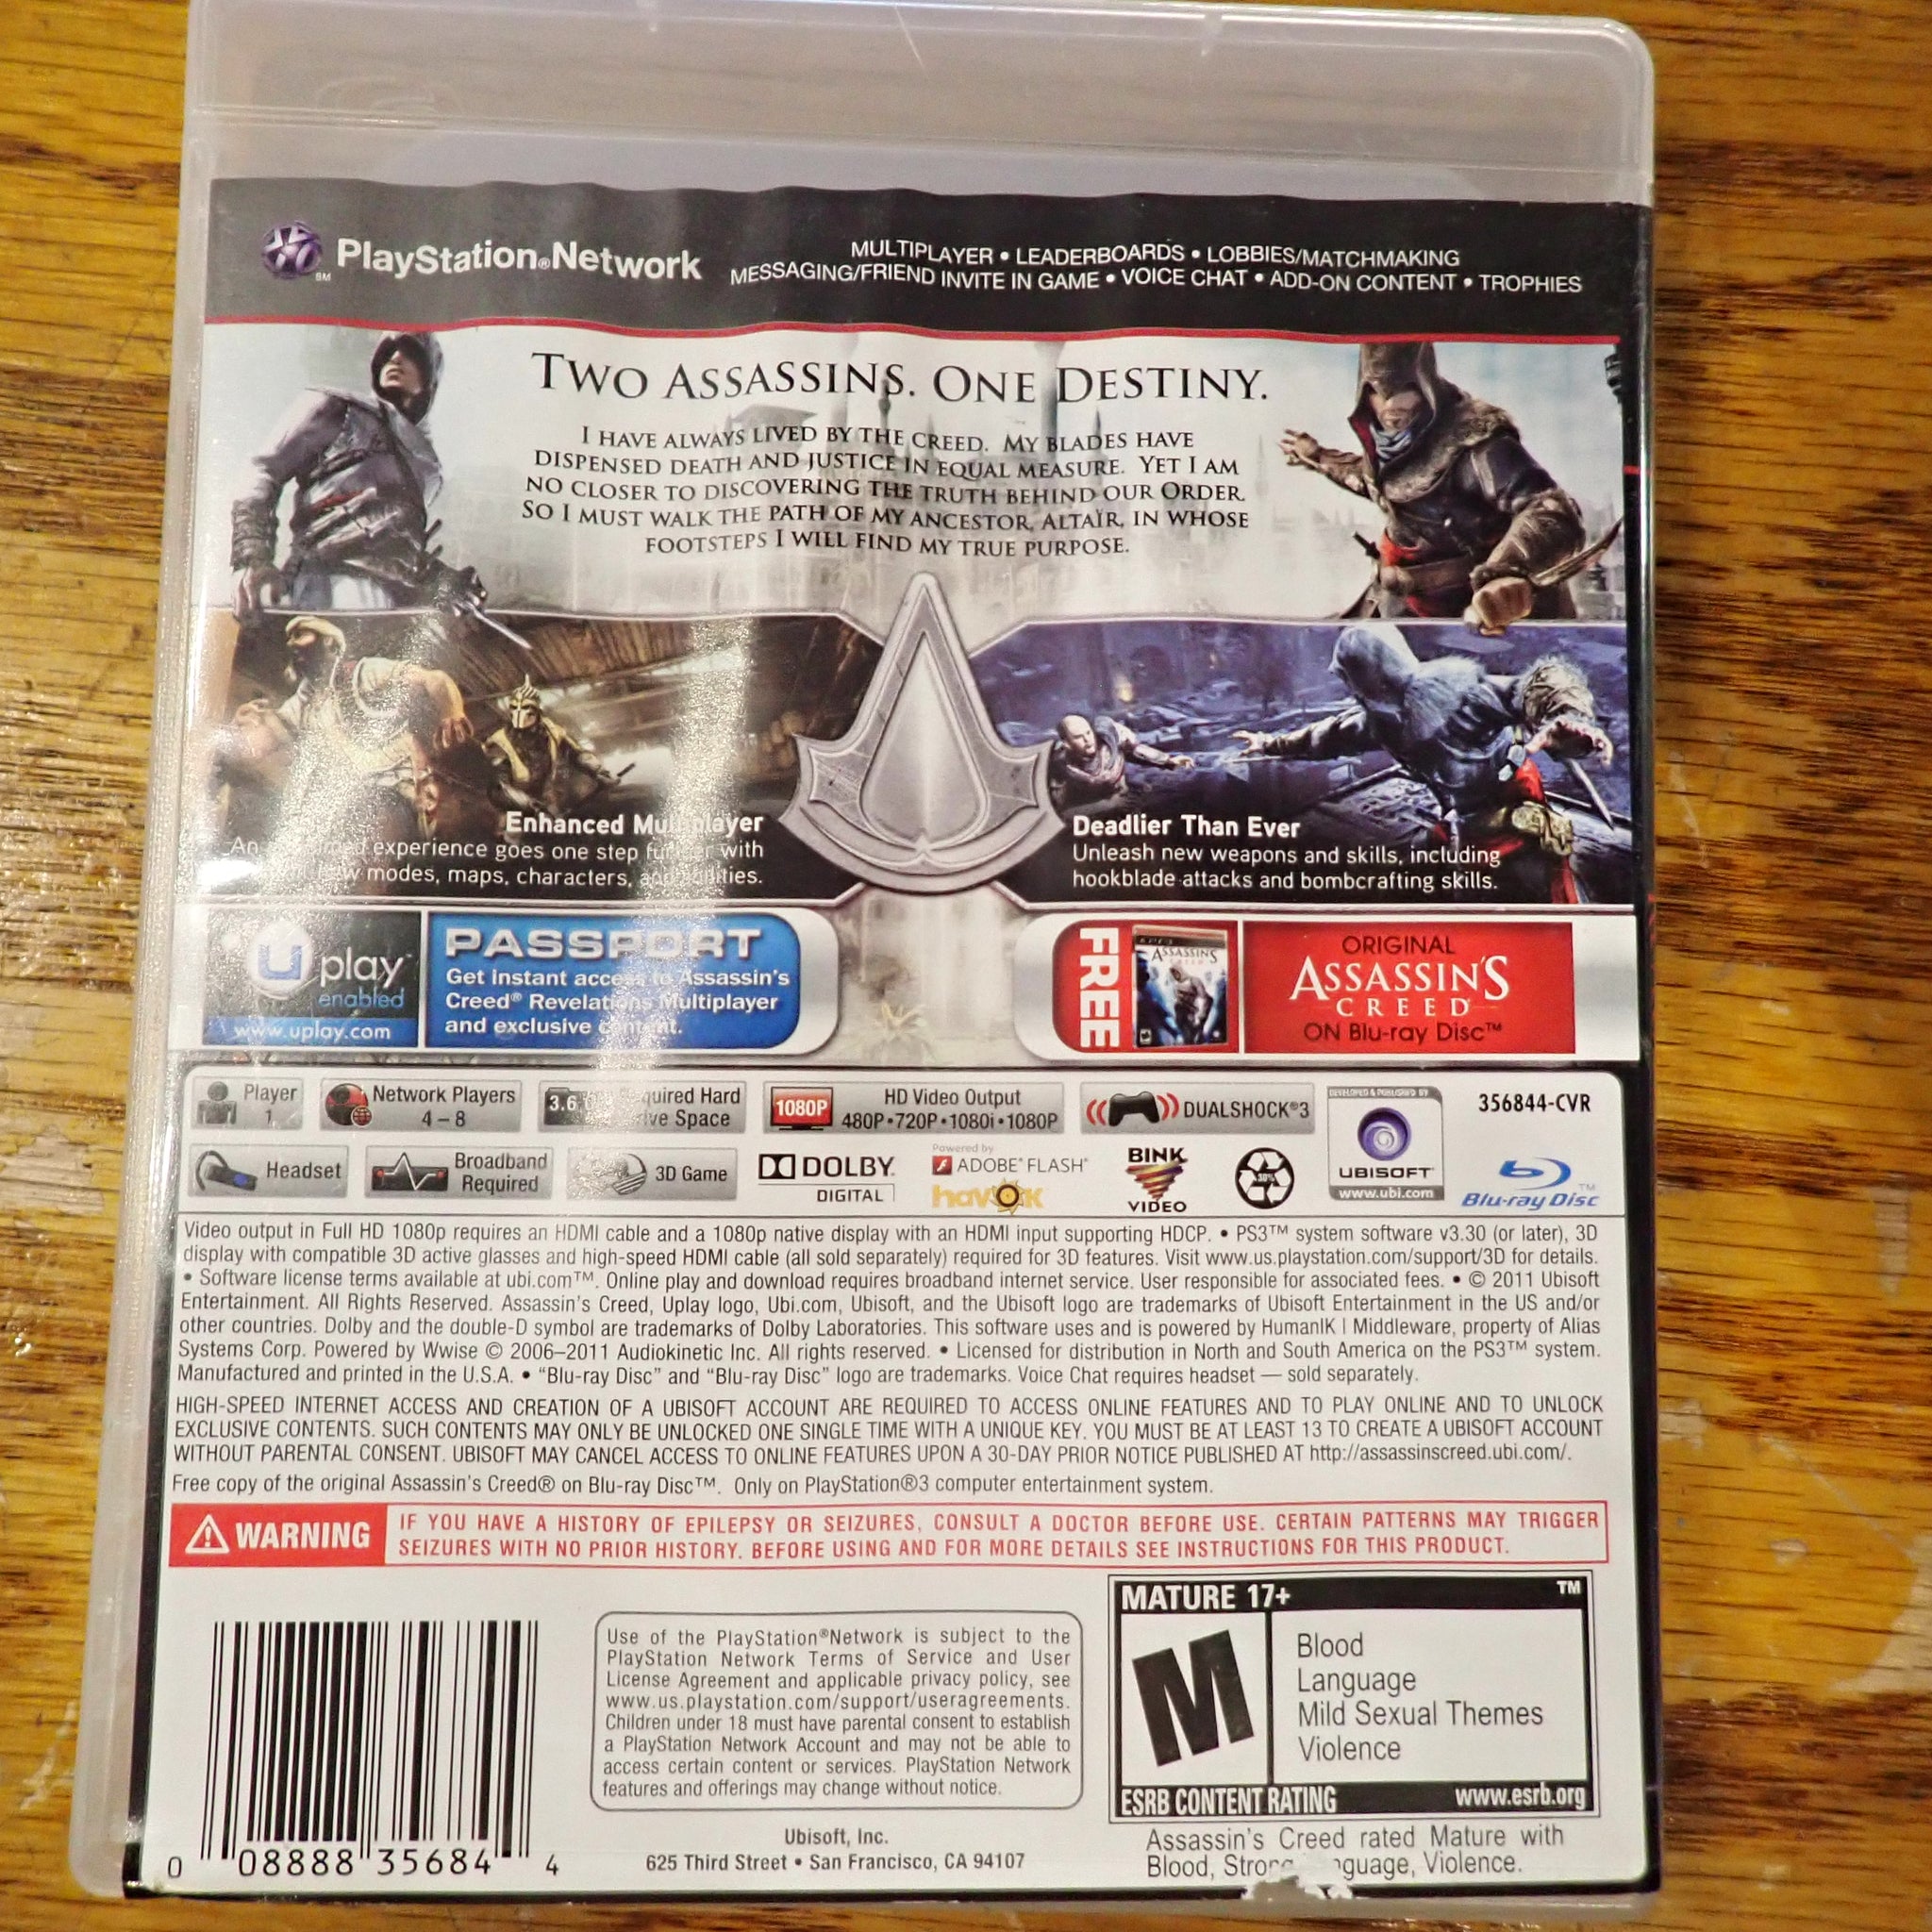 PlayStation®Network
SM
MULTIPLAYER • LEADERBOARDS • LOBBIES/MATCHMAKING
MESSAGING/FRIEND INVITE IN GAME • VOICE CHAT • ADD-ON CONTENT • TROPHIES
TWO ASSASSINS. ONE DESTINY.
I HAVE ALWAYS LIVED BY THE CREED. MY BLADES HAVE
DISPENSED DEATH AND JUSTICE IN EQUAL MEASURE. YET I AM
NO CLOSER TO DISCOVERING THE TRUTH BEHIND OUR ORDER.
SO I MUST WALK THE PATH OF MY ANCESTOR, ALTAÏR, IN WHOSE
FOOTSTEPS I WILL FIND MY TRUE PURPOSE.
Enhanced Multiplayer
An experience goes one step further with
modes, maps, characters, and abilities.
Deadlier Than Ever
Unleash new weapons and skills, including
hookblade attacks and bombcrafting skills.
U play™
enabled
www.uplay.com
PASSPORT
Get instant access to Assassin's
Creed® Revelations Multiplayer
and exclusive content.
FREE
ASSASSIN'S
CREED
ORIGINAL
ASSASSIN'S
CREED
ON Blu-ray Disc™
Player
1
Network Players
4 – 8
3.6 Required Hard
Drive Space
1080P
HD Video Output
480P•720P•1080i•1080P
DUALSHOCK®3
DEVELOPED & PUBLISHED BY
UBISOFT
www.ubi.com
356844-CVR
Headset
Broadband
Required
3D Game
DOLBY
DIGITAL
Powered by
ADOBE® FLASH®
havok
BINK
VIDEO
Blu-ray Disc™
Video output in Full HD 1080p requires an HDMI cable and a 1080p native display with an HDMI input supporting HDCP. • PS3™ system software v3.30 (or later), 3D
display with compatible 3D active glasses and high-speed HDMI cable (all sold separately) required for 3D features. Visit www.us.playstation.com/support/3D for details.
• Software license terms available at ubi.com™. Online play and download requires broadband internet service. User responsible for associated fees. • © 2011 Ubisoft
Entertainment. All Rights Reserved. Assassin's Creed, Uplay logo, Ubi.com, Ubisoft, and the Ubisoft logo are trademarks of Ubisoft Entertainment in the US and/or
other countries. Dolby and the double-D symbol are trademarks of Dolby Laboratories. This software uses and is powered by HumanIK | Middleware, property of Alias
Systems Corp. Powered by Wwise © 2006–2011 Audiokinetic Inc. All rights reserved. • Licensed for distribution in North and South America on the PS3™ system.
Manufactured and printed in the U.S.A. • “Blu-ray Disc” and “Blu-ray Disc” logo are trademarks. Voice Chat requires headset — sold separately.
HIGH-SPEED INTERNET ACCESS AND CREATION OF A UBISOFT ACCOUNT ARE REQUIRED TO ACCESS ONLINE FEATURES AND TO PLAY ONLINE AND TO UNLOCK
EXCLUSIVE CONTENTS. SUCH CONTENTS MAY ONLY BE UNLOCKED ONE SINGLE TIME WITH A UNIQUE KEY. YOU MUST BE AT LEAST 13 TO CREATE A UBISOFT ACCOUNT
WITHOUT PARENTAL CONSENT. UBISOFT MAY CANCEL ACCESS TO ONLINE FEATURES UPON A 30-DAY PRIOR NOTICE PUBLISHED AT http://assassinscreed.ubi.com/.
Free copy of the original Assassin's Creed® on Blu-ray Disc™. Only on PlayStation®3 computer entertainment system.
WARNING
IF YOU HAVE A HISTORY OF EPILEPSY OR SEIZURES, CONSULT A DOCTOR BEFORE USE. CERTAIN PATTERNS MAY TRIGGER
SEIZURES WITH NO PRIOR HISTORY. BEFORE USING AND FOR MORE DETAILS SEE INSTRUCTIONS FOR THIS PRODUCT.
0 08888 35684 4
Use of the PlayStation®Network is subject to the
PlayStation Network Terms of Service and User
License Agreement and applicable privacy policy, see
www.us.playstation.com/support/useragreements.
Children under 18 must have parental consent to establish
a PlayStation Network Account and may not be able to
access certain content or services. PlayStation Network
features and offerings may change without notice.
Ubisoft, Inc.
625 Third Street • San Francisco, CA 94107
MATURE 17+ ™
M
Blood
Language
Mild Sexual Themes
Violence
ESRB CONTENT RATING www.esrb.org
Assassin's Creed rated Mature with
Blood, Strong Language, Violence.